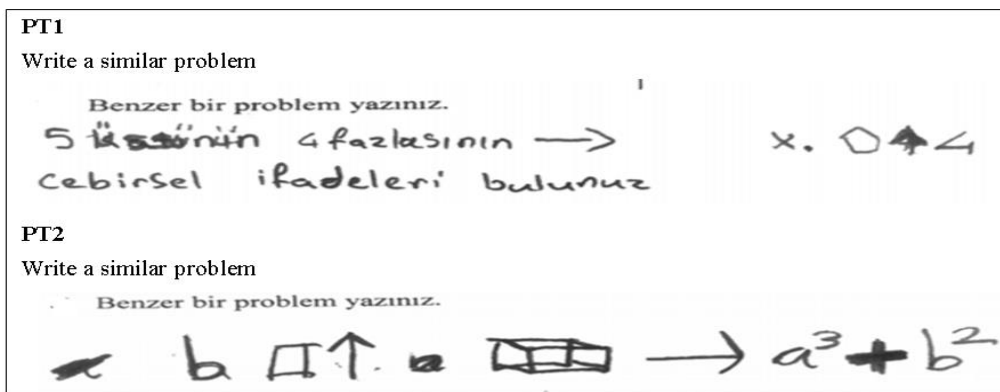 PT1
Write a similar problem
Benzer bir problem yazınız.
5 4 fazlasının → x. 4
cebirsel ifadeleri bulunuz
PT2
Write a similar problem
Benzer bir problem yazınız.
b ↑ → a³ + b²